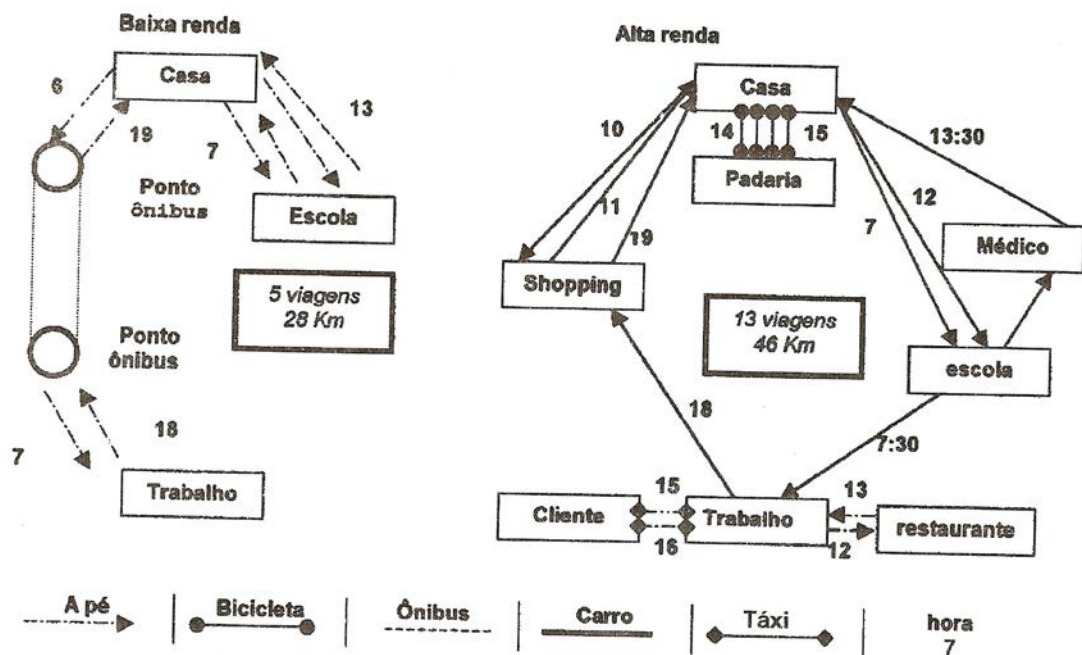 Baixa renda
Casa
6
19
7
13
Ponto
ônibus
Escola
5 viagens
28 Km
Ponto
ônibus
7
18
Trabalho
Alta renda
Casa
10
14
15
13:30
Padaria
11
19
12
7
Médico
Shopping
13 viagens
46 Km
escola
18
7:30
15
13
Cliente
Trabalho
restaurante
16
12
A pé
Bicicleta
Ônibus
Carro
Táxi
hora
7